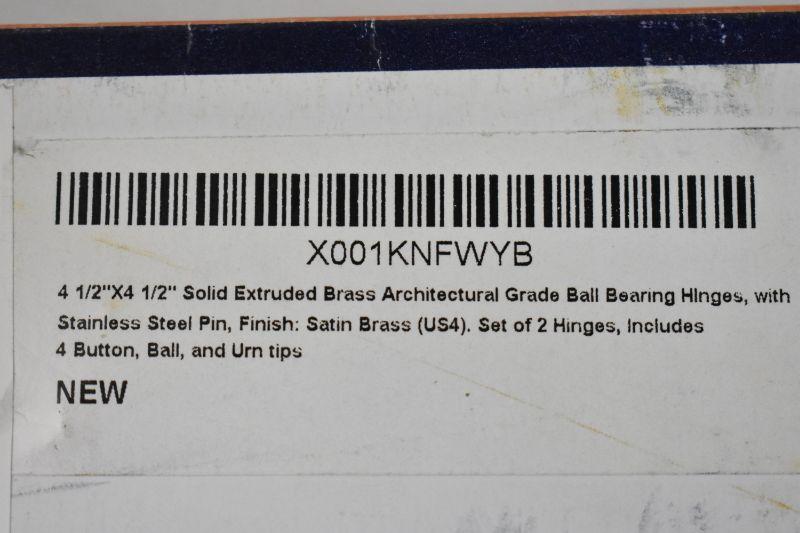 X001KNFWYB
4 1/2"X4 1/2" Solid Extruded Brass Architectural Grade Ball Bearing Hinges, with
Stainless Steel Pin, Finish: Satin Brass (US4). Set of 2 Hinges, Includes
4 Button, Ball, and Urn tips
NEW